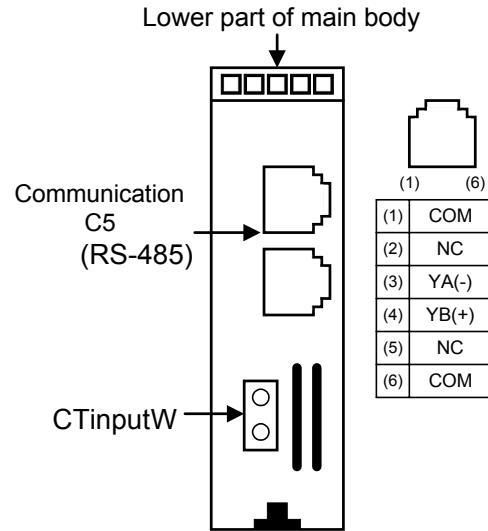 Lower part of main body
Communication
C5
(RS-485)
CTinputW
(1) (6)
(1) COM
(2) NC
(3) YA(-)
(4) YB(+)
(5) NC
(6) COM